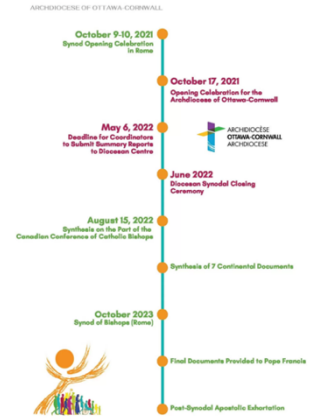 ARCHDIOCESE OF OTTAWA-CORNWALL
October 9-10, 2021
Synod Opening Celebration
in Rome
October 17, 2021
Opening Celebration for the
Archdiocese of Ottawa-Cornwall
May 6, 2022
Deadline for Coordinators
to Submit Summary Reports
to Diocesan Centre
ARCHIDIOCÈSE
OTTAWA-CORNWALL
ARCHDIOCESE
June 2022
Diocesan Synodal Closing
Ceremony
August 15, 2022
Synthesis on the Part of the
Canadian Conference of Catholic Bishops
Synthesis of 7 Continental Documents
October 2023
Synod of Bishops (Rome)
Final Documents Provided to Pope Francis
Post-Synodal Apostolic Exhortation